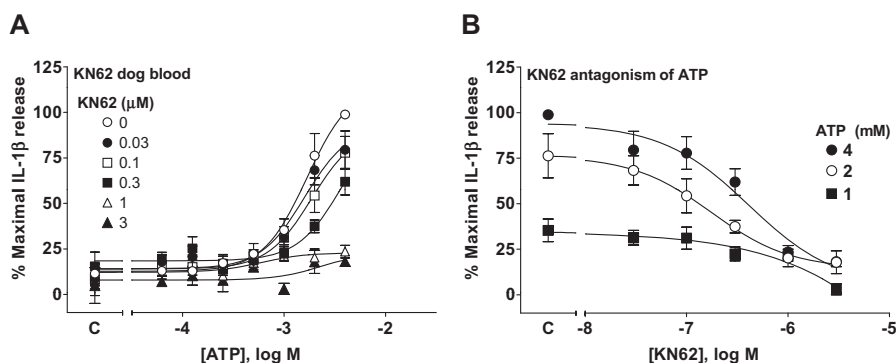 A
KN62 dog blood
KN62 (μM)
0
0.03
0.1
0.3
1
3
% Maximal IL-1β release
125
100
75
50
25
0
C
-4
-3
-2
[ATP], log M
B
KN62 antagonism of ATP
ATP (mM)
4
2
1
% Maximal IL-1β release
125
100
75
50
25
0
C
-8
-7
-6
-5
[KN62], log M